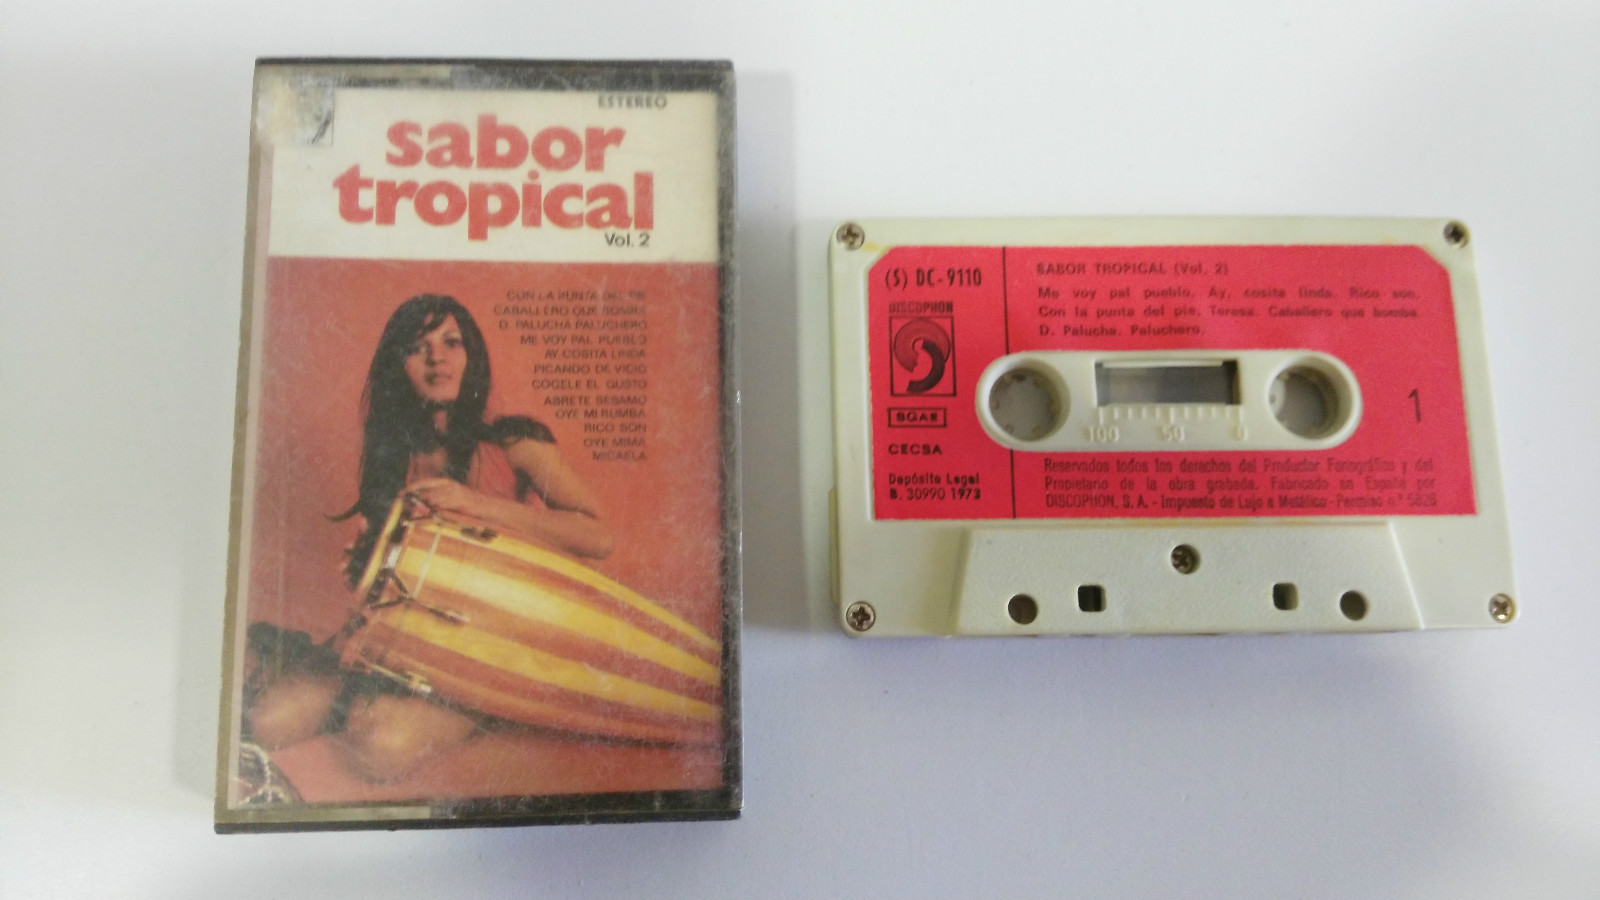 ESTEREO
sabor
tropical
Vol. 2
CON LA PUNTA DEL PIE
CABALLERO QUE BOMBE
D. PALUCHA PALUCHERO
ME VOY PAL PUEBLO
AY COSITA LINDA
PICANDO DE VICIO
COGELE EL GUSTO
ABRETE SESAMO
OYE MI RUMBA
RICO SON
OYE MIMA
MICAELA
(S) DC-9110
DISCOPHON
SGAE
CECSA
Depósito Legal
B. 30990 1973
SABOR TROPICAL (Vol. 2)
Me voy pal pueblo. Ay, cosita linda. Rico son.
Con la punta del pie, Teresa. Caballero que bomba.
D. Palucha. Paluchero.
1
100 50 0
Reservados todos los derechos del Productor Fonográfico y del
Propietario de la obra grabada. Fabricado en España por
DISCOPHON, S. A. - Impuesto de Lujo a Metálico - Permiso n.º 5828